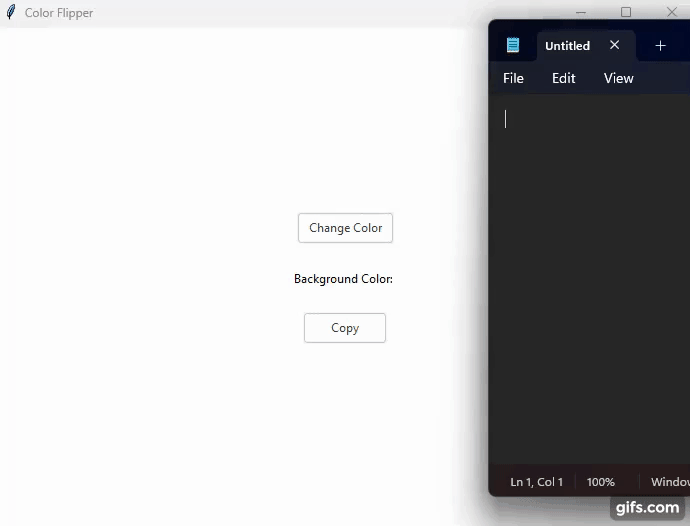 Color Flipper
Untitled
File Edit View
Change Color
Background Color:
Copy
Ln 1, Col 1 100% Window
gifs.com